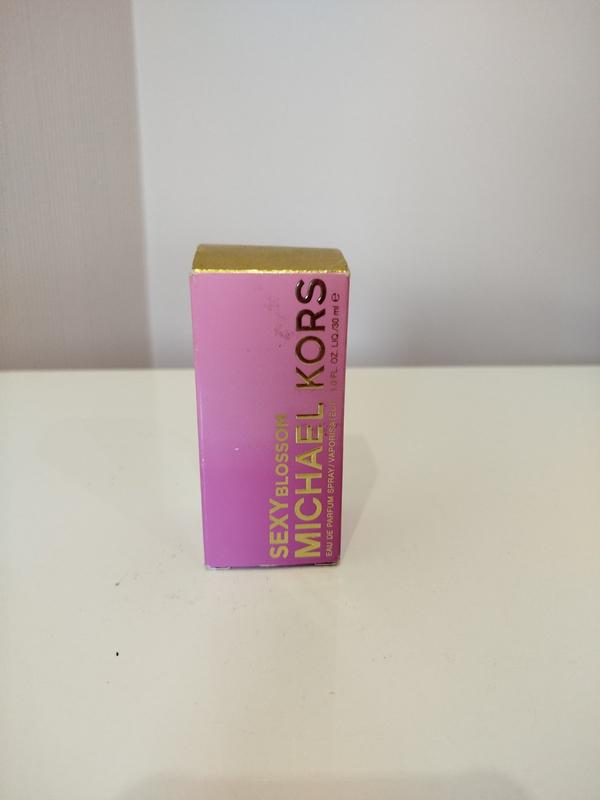 SEXY BLOSSOM
MICHAEL KORS
EAU DE PARFUM SPRAY / VAPORISATEUR 1.0 FL. OZ. LIQ./30 ml ℮